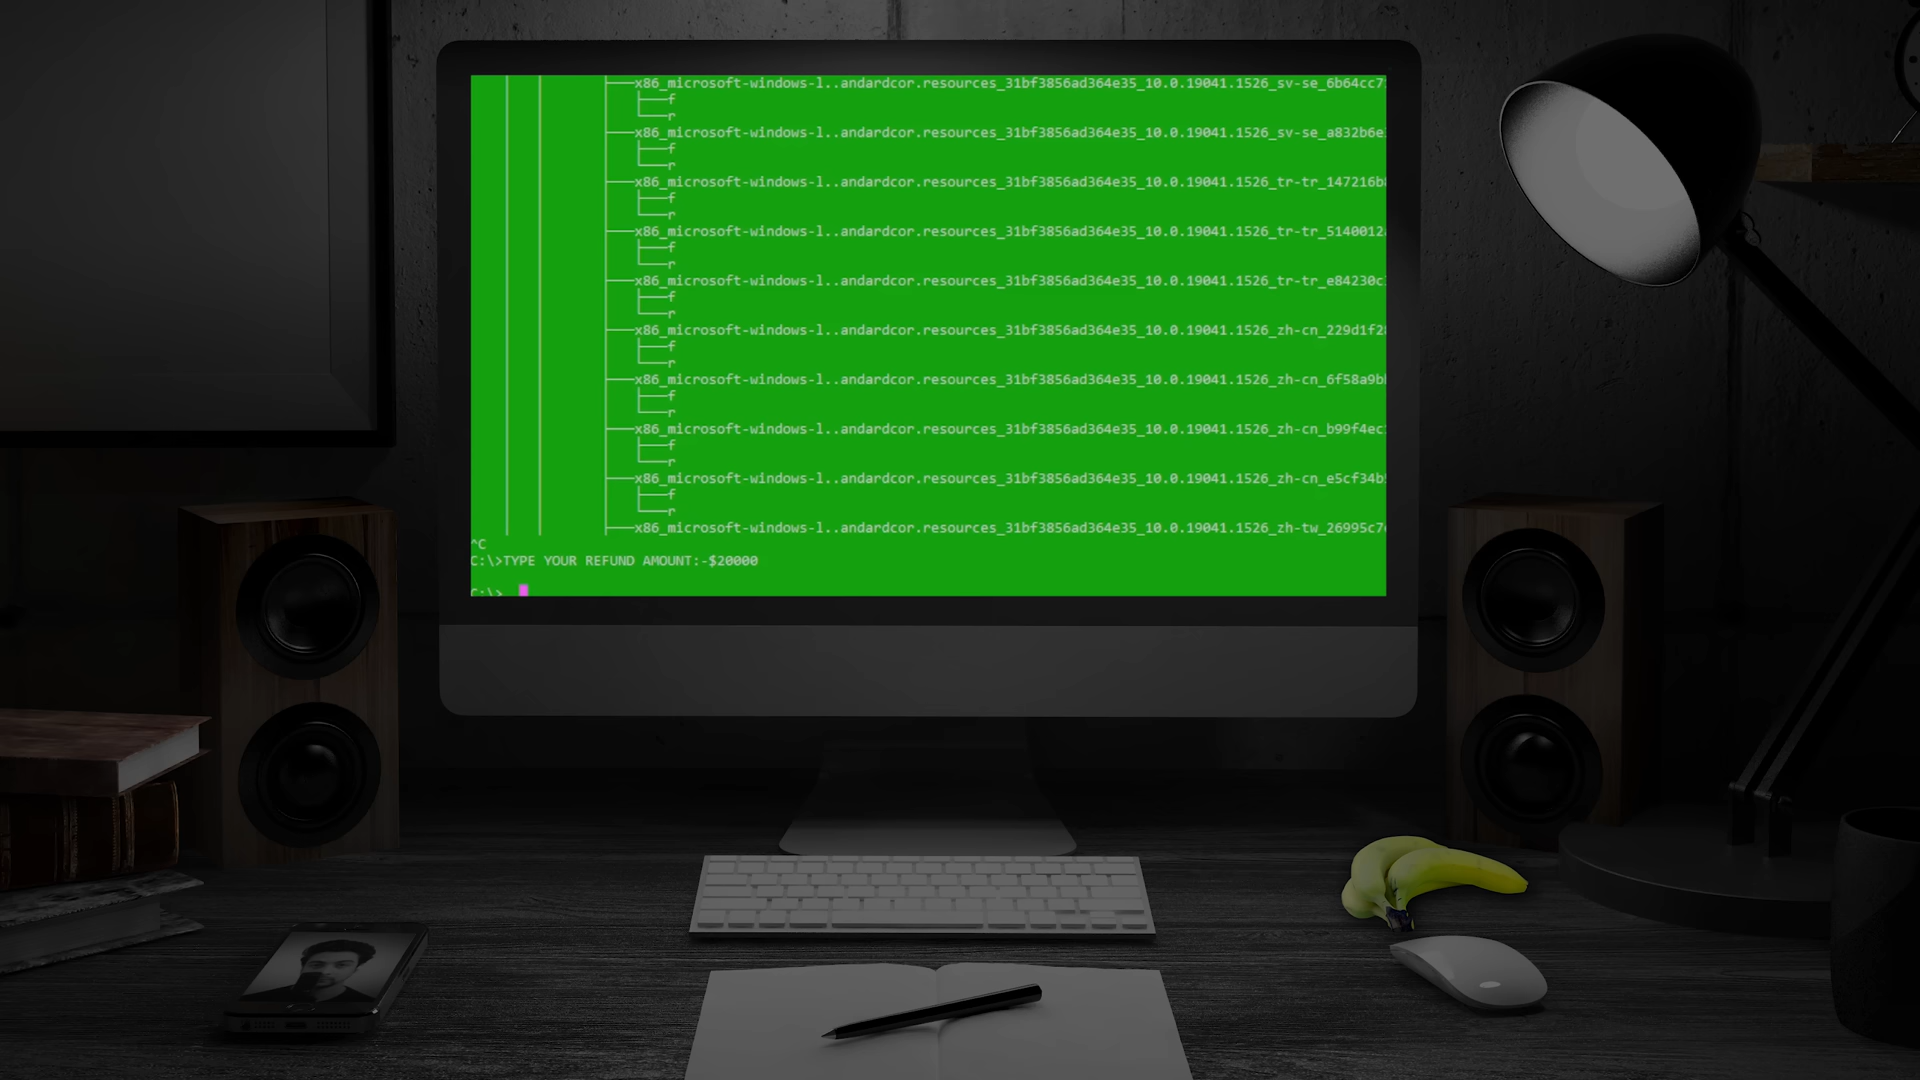 x86_microsoft-windows-l..andardcor.resources_31bf3856ad364e35_10.0.19041.1526_sv-se_6b64cc7
f
r
x86_microsoft-windows-l..andardcor.resources_31bf3856ad364e35_10.0.19041.1526_sv-se_a832b6e
f
r
x86_microsoft-windows-l..andardcor.resources_31bf3856ad364e35_10.0.19041.1526_tr-tr_147216b
f
r
x86_microsoft-windows-l..andardcor.resources_31bf3856ad364e35_10.0.19041.1526_tr-tr_5140012
f
r
x86_microsoft-windows-l..andardcor.resources_31bf3856ad364e35_10.0.19041.1526_tr-tr_e84230c
f
r
x86_microsoft-windows-l..andardcor.resources_31bf3856ad364e35_10.0.19041.1526_zh-cn_229d1f2
f
r
x86_microsoft-windows-l..andardcor.resources_31bf3856ad364e35_10.0.19041.1526_zh-cn_6f58a9b
f
r
x86_microsoft-windows-l..andardcor.resources_31bf3856ad364e35_10.0.19041.1526_zh-cn_b99f4ec
f
r
x86_microsoft-windows-l..andardcor.resources_31bf3856ad364e35_10.0.19041.1526_zh-cn_e5cf34b
f
r
x86_microsoft-windows-l..andardcor.resources_31bf3856ad364e35_10.0.19041.1526_zh-tw_26995c7
^C
C:\>TYPE YOUR REFUND AMOUNT:-$20000
C:\>